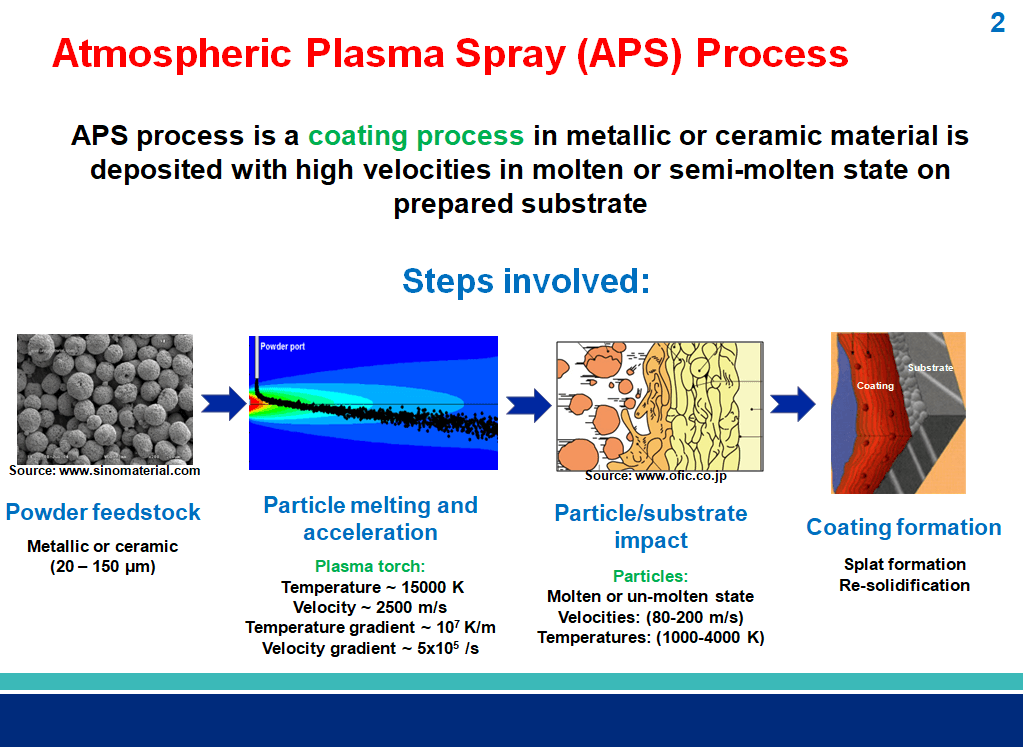 2
Atmospheric Plasma Spray (APS) Process
APS process is a coating process in metallic or ceramic material is
deposited with high velocities in molten or semi-molten state on
prepared substrate
Steps involved:
Source: www.sinomaterial.com
Powder feedstock
Metallic or ceramic
(20 – 150 µm)
Powder port
Particle melting and
acceleration
Plasma torch:
Temperature ~ 15000 K
Velocity ~ 2500 m/s
Temperature gradient ~ 10⁷ K/m
Velocity gradient ~ 5x10⁵ /s
Source: www.ofic.co.jp
Particle/substrate
impact
Particles:
Molten or un-molten state
Velocities: (80-200 m/s)
Temperatures: (1000-4000 K)
Substrate
Coating
Coating formation
Splat formation
Re-solidification